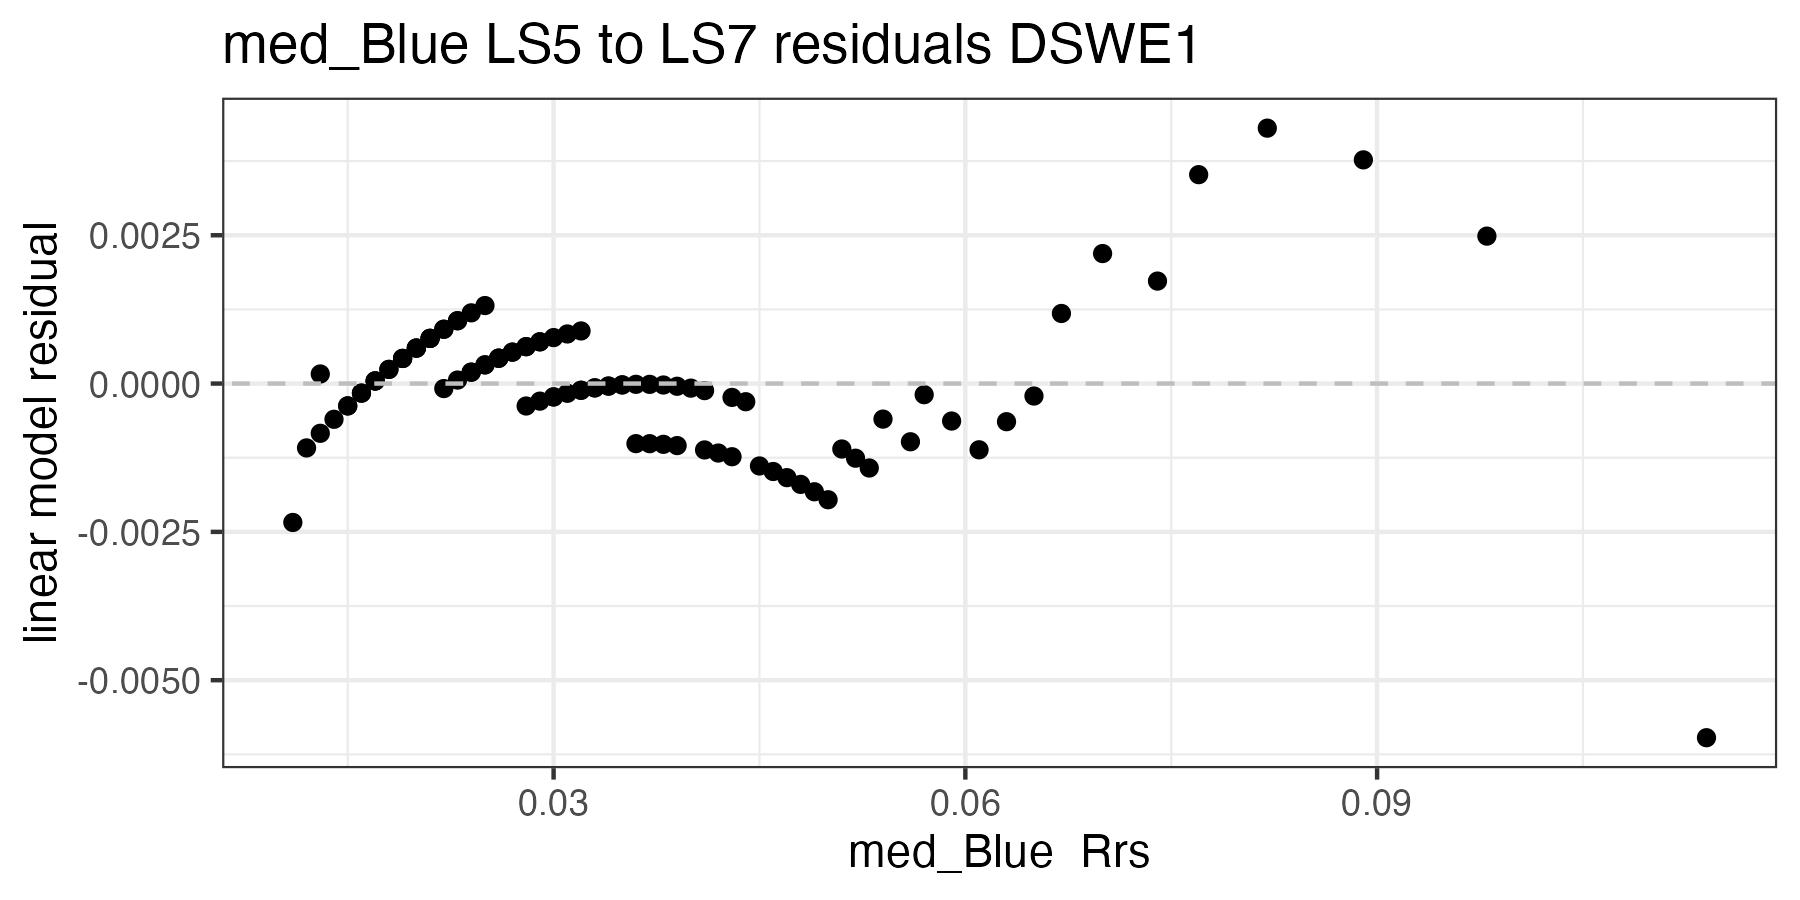 med_Blue LS5 to LS7 residuals DSWE1
linear model residual
0.0025
0.0000
-0.0025
-0.0050
0.03
0.06
0.09
med_Blue  Rrs